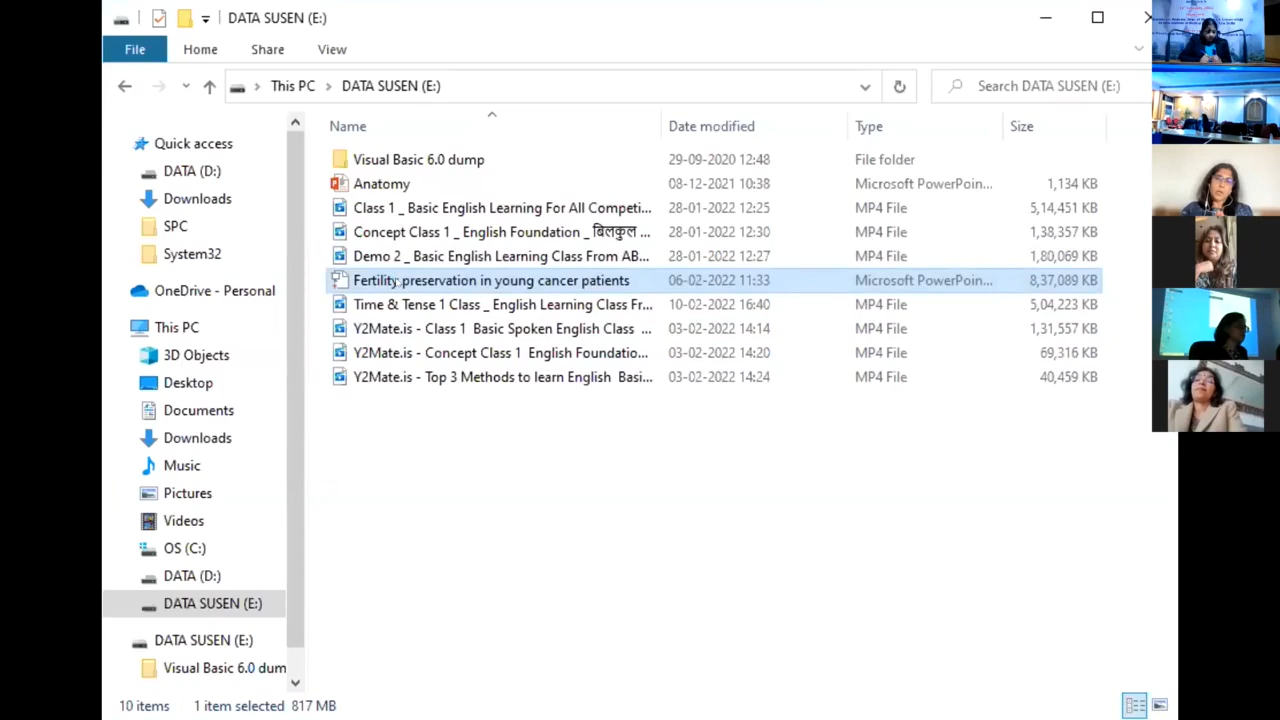 DATA SUSEN (E:)
File Home Share View
This PC DATA SUSEN (E:) Search DATA SUSEN (E:)
Name Date modified Type Size
Quick access
DATA (D:)
Downloads
SPC
System32
OneDrive - Personal
This PC
3D Objects
Desktop
Documents
Downloads
Music
Pictures
Videos
OS (C:)
DATA (D:)
DATA SUSEN (E:)
DATA SUSEN (E:)
Visual Basic 6.0 dum
Visual Basic 6.0 dump 29-09-2020 12:48 File folder
Anatomy 08-12-2021 10:38 Microsoft PowerPoin... 1,134 KB
Class 1 _ Basic English Learning For All Competi... 28-01-2022 12:25 MP4 File 5,14,451 KB
Concept Class 1 _ English Foundation _ बिलकुल ... 28-01-2022 12:30 MP4 File 1,38,357 KB
Demo 2 _ Basic English Learning Class From AB... 28-01-2022 12:27 MP4 File 1,80,069 KB
Fertility preservation in young cancer patients 06-02-2022 11:33 Microsoft PowerPoin... 8,37,089 KB
Time & Tense 1 Class _ English Learning Class Fr... 10-02-2022 16:40 MP4 File 5,04,223 KB
Y2Mate.is - Class 1 Basic Spoken English Class ... 03-02-2022 14:14 MP4 File 1,31,557 KB
Y2Mate.is - Concept Class 1 English Foundatio... 03-02-2022 14:20 MP4 File 69,316 KB
Y2Mate.is - Top 3 Methods to learn English Basi... 03-02-2022 14:24 MP4 File 40,459 KB
10 items 1 item selected 817 MB